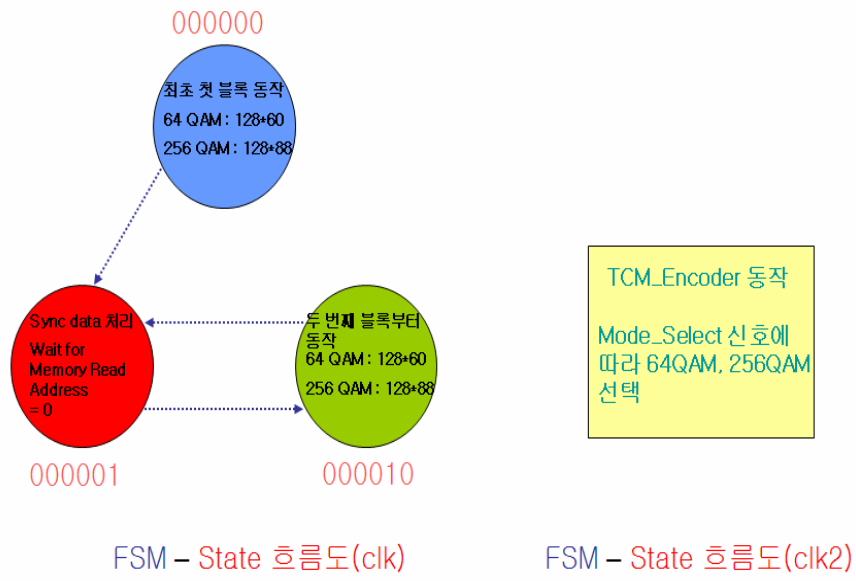 000000
최초 첫 블록 동작
64 QAM : 128*60
256 QAM : 128*88
Sync data 처리
Wait for
Memory Read
Address
= 0
000001
두 번째 블록부터
동작
64 QAM : 128*60
256 QAM : 128*88
000010
TCM_Encoder 동작
Mode_Select 신호에
따라 64QAM, 256QAM
선택
FSM – State 흐름도(clk)
FSM – State 흐름도(clk2)